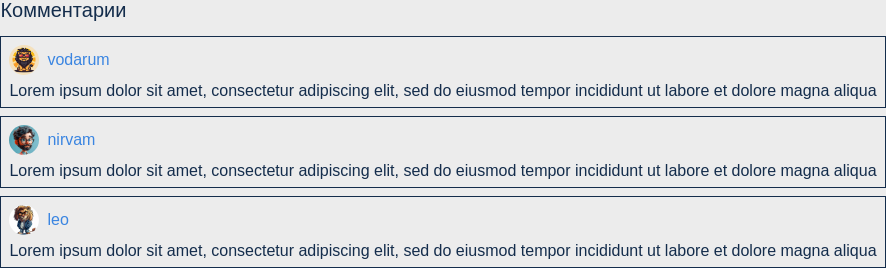 Комментарии
vodarum
Lorem ipsum dolor sit amet, consectetur adipiscing elit, sed do eiusmod tempor incididunt ut labore et dolore magna aliqua
nirvam
Lorem ipsum dolor sit amet, consectetur adipiscing elit, sed do eiusmod tempor incididunt ut labore et dolore magna aliqua
leo
Lorem ipsum dolor sit amet, consectetur adipiscing elit, sed do eiusmod tempor incididunt ut labore et dolore magna aliqua